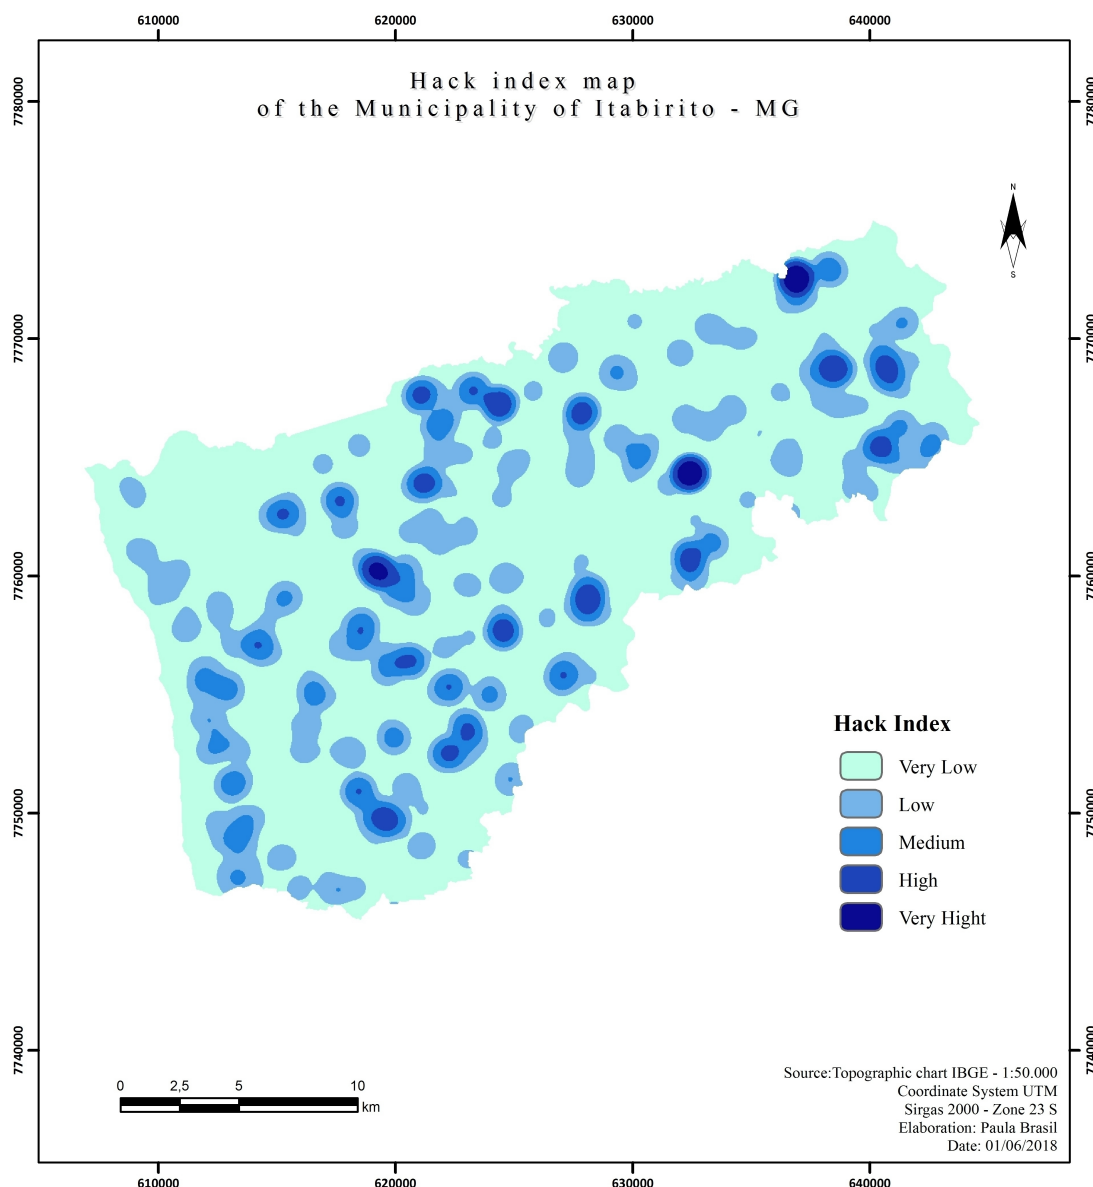 610000 620000 630000 640000
Hack index map
of the Municipality of Itabirito - MG
7780000 7780000
N
S
7770000 7770000
7760000 7760000
7750000 7750000
7740000 7740000
Hack Index
Very Low
Low
Medium
High
Very Hight
0 2,5 5 10
km
Source:Topographic chart IBGE - 1:50.000
Coordinate System UTM
Sirgas 2000 - Zone 23 S
Elaboration: Paula Brasil
Date: 01/06/2018
610000 620000 630000 640000